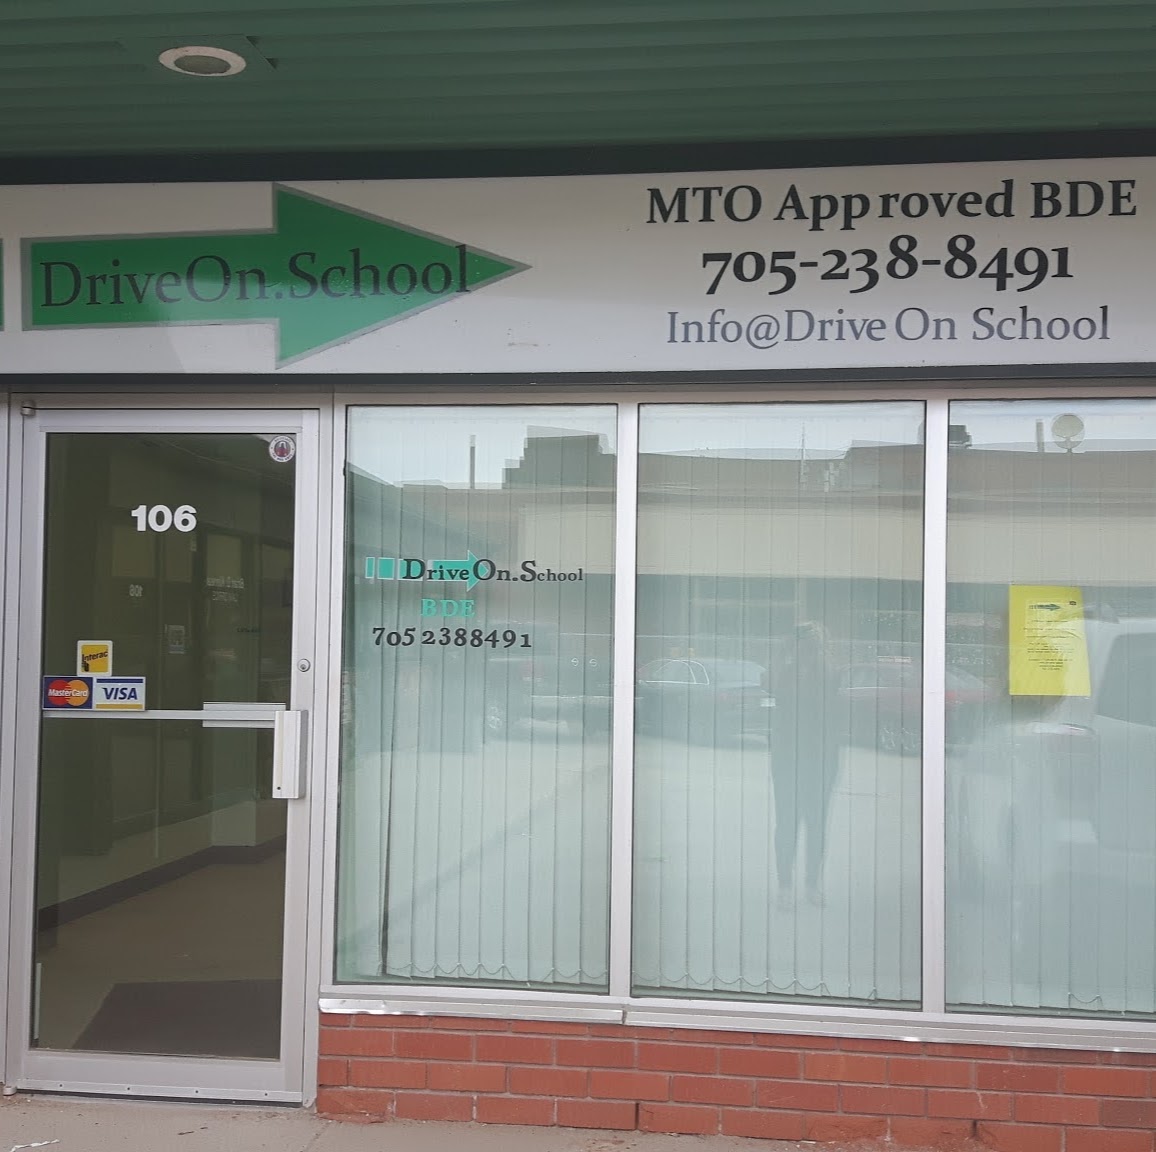 DriveOn.School
MTO Approved BDE
705-238-8491
Info@Drive On School
106
DriveOn.School
BDE
705 2388491
Interac
MasterCard
VISA